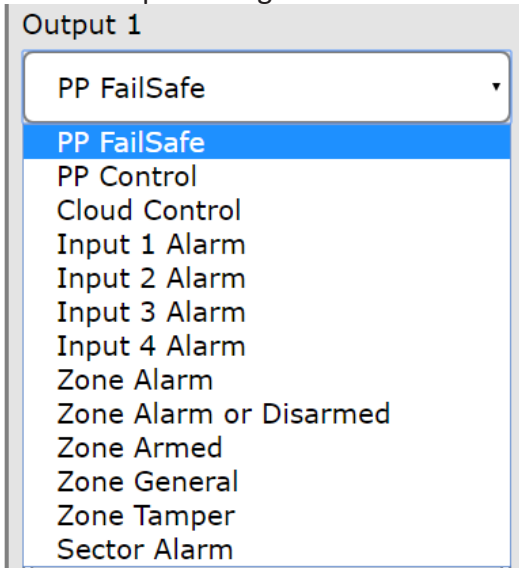 Output 1
PP FailSafe
PP FailSafe
PP Control
Cloud Control
Input 1 Alarm
Input 2 Alarm
Input 3 Alarm
Input 4 Alarm
Zone Alarm
Zone Alarm or Disarmed
Zone Armed
Zone General
Zone Tamper
Sector Alarm